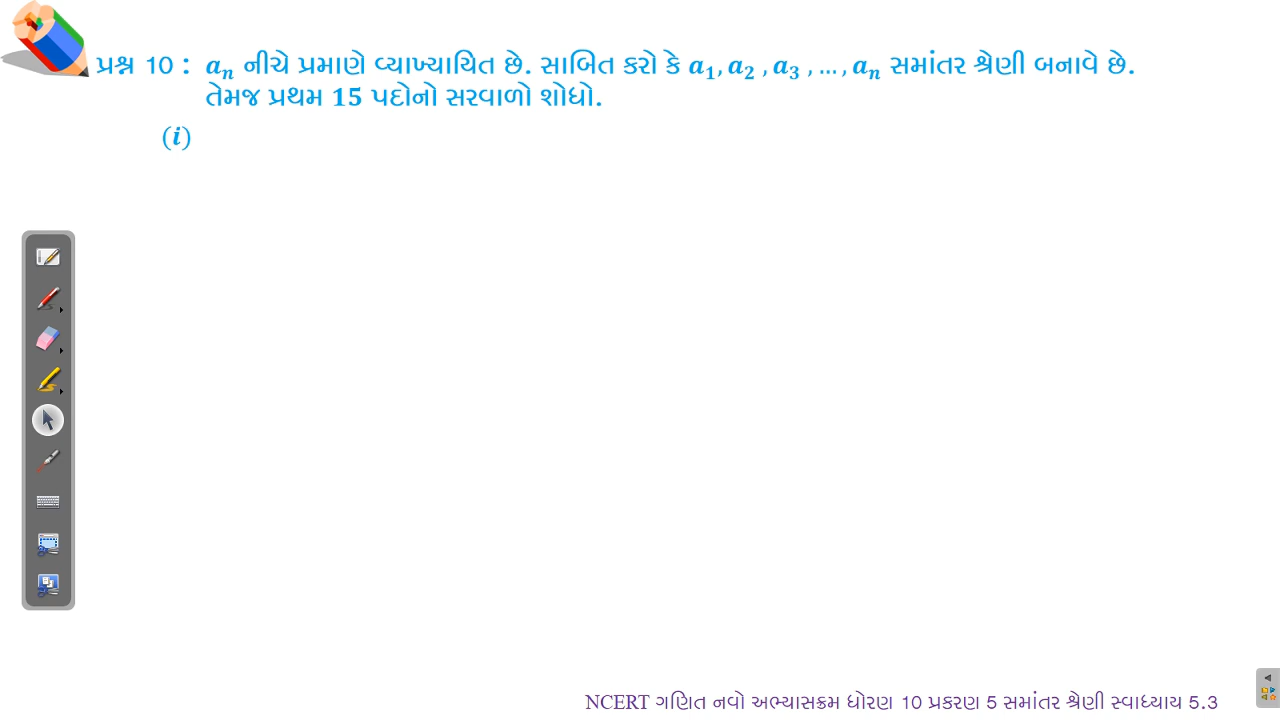 પ્રશ્ન 10 : aₙ નીચે પ્રમાણે વ્યાખ્યાયિત છે. સાબિત કરો કે a₁, a₂ , a₃ , … , aₙ સમાંતર શ્રેણી બનાવે છે.
તેમજ પ્રથમ 15 પદોનો સરવાળો શોધો.
(i)
NCERT ગણિત નવો અભ્યાસક્રમ ધોરણ 10 પ્રકરણ 5 સમાંતર શ્રેણી સ્વાધ્યાય 5.3